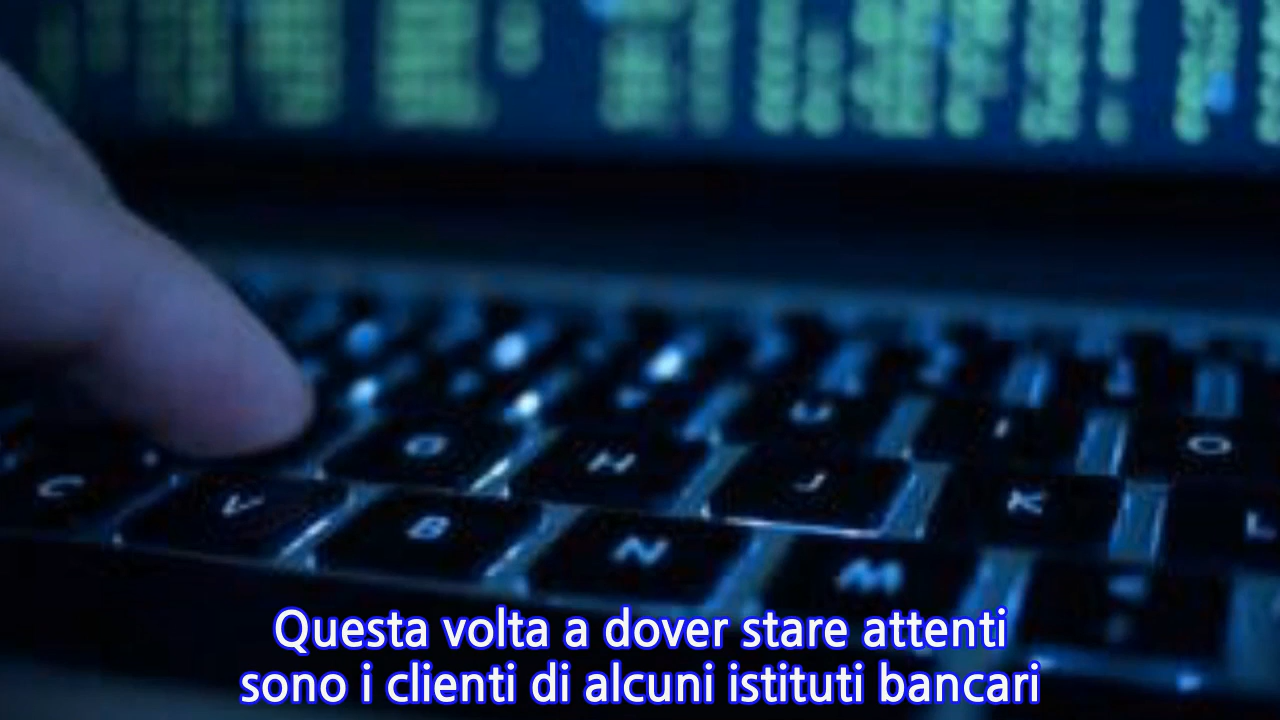 U I O
G H J K L
C V B N M
Questa volta a dover stare attenti
sono i clienti di alcuni istituti bancari